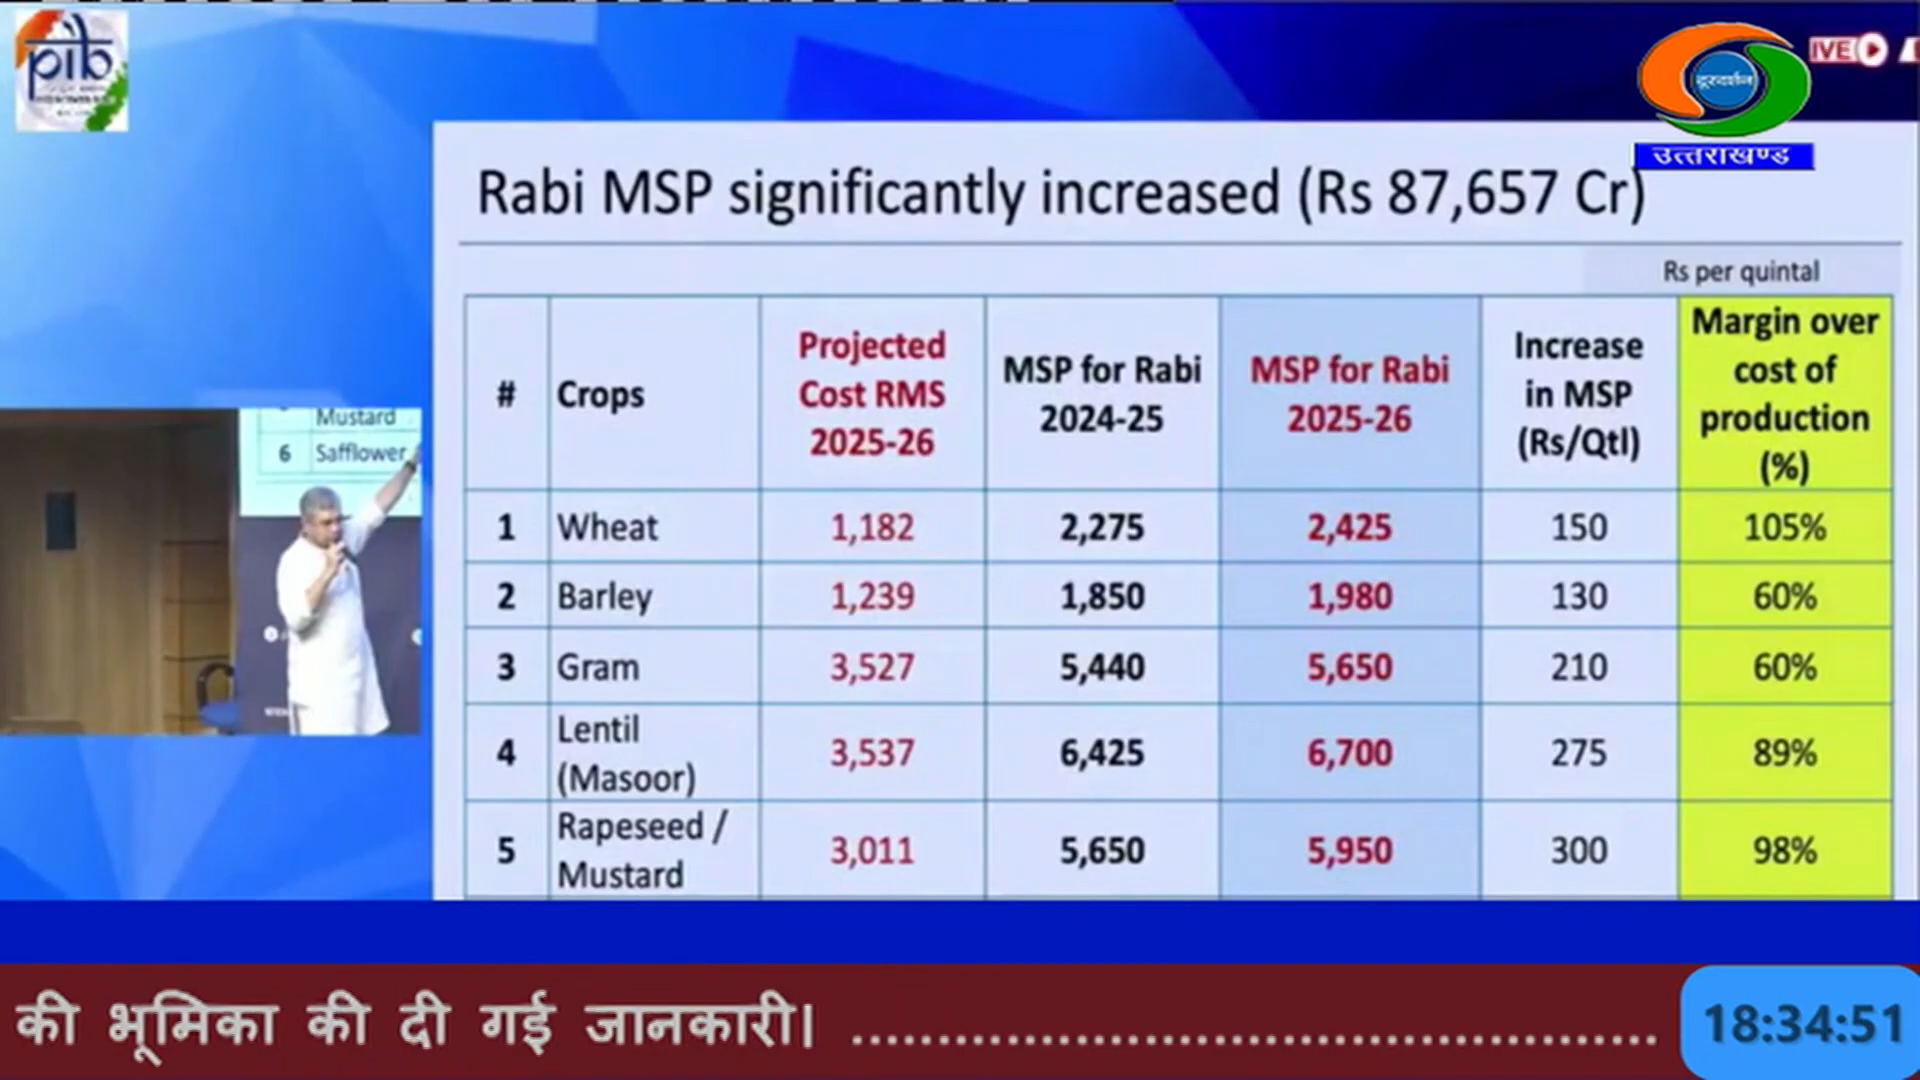 pib
दूरदर्शन
IVE
उत्तराखण्ड
Rabi MSP significantly increased (Rs 87,657 Cr)
Rs per quintal
# Crops Projected Cost RMS 2025-26 MSP for Rabi 2024-25 MSP for Rabi 2025-26 Increase in MSP (Rs/Qtl) Margin over cost of production (%)
1 Wheat 1,182 2,275 2,425 150 105%
2 Barley 1,239 1,850 1,980 130 60%
3 Gram 3,527 5,440 5,650 210 60%
4 Lentil (Masoor) 3,537 6,425 6,700 275 89%
5 Rapeseed / Mustard 3,011 5,650 5,950 300 98%
Mustard
6 Safflower
की भूमिका की दी गई जानकारी। ............................................
18:34:51